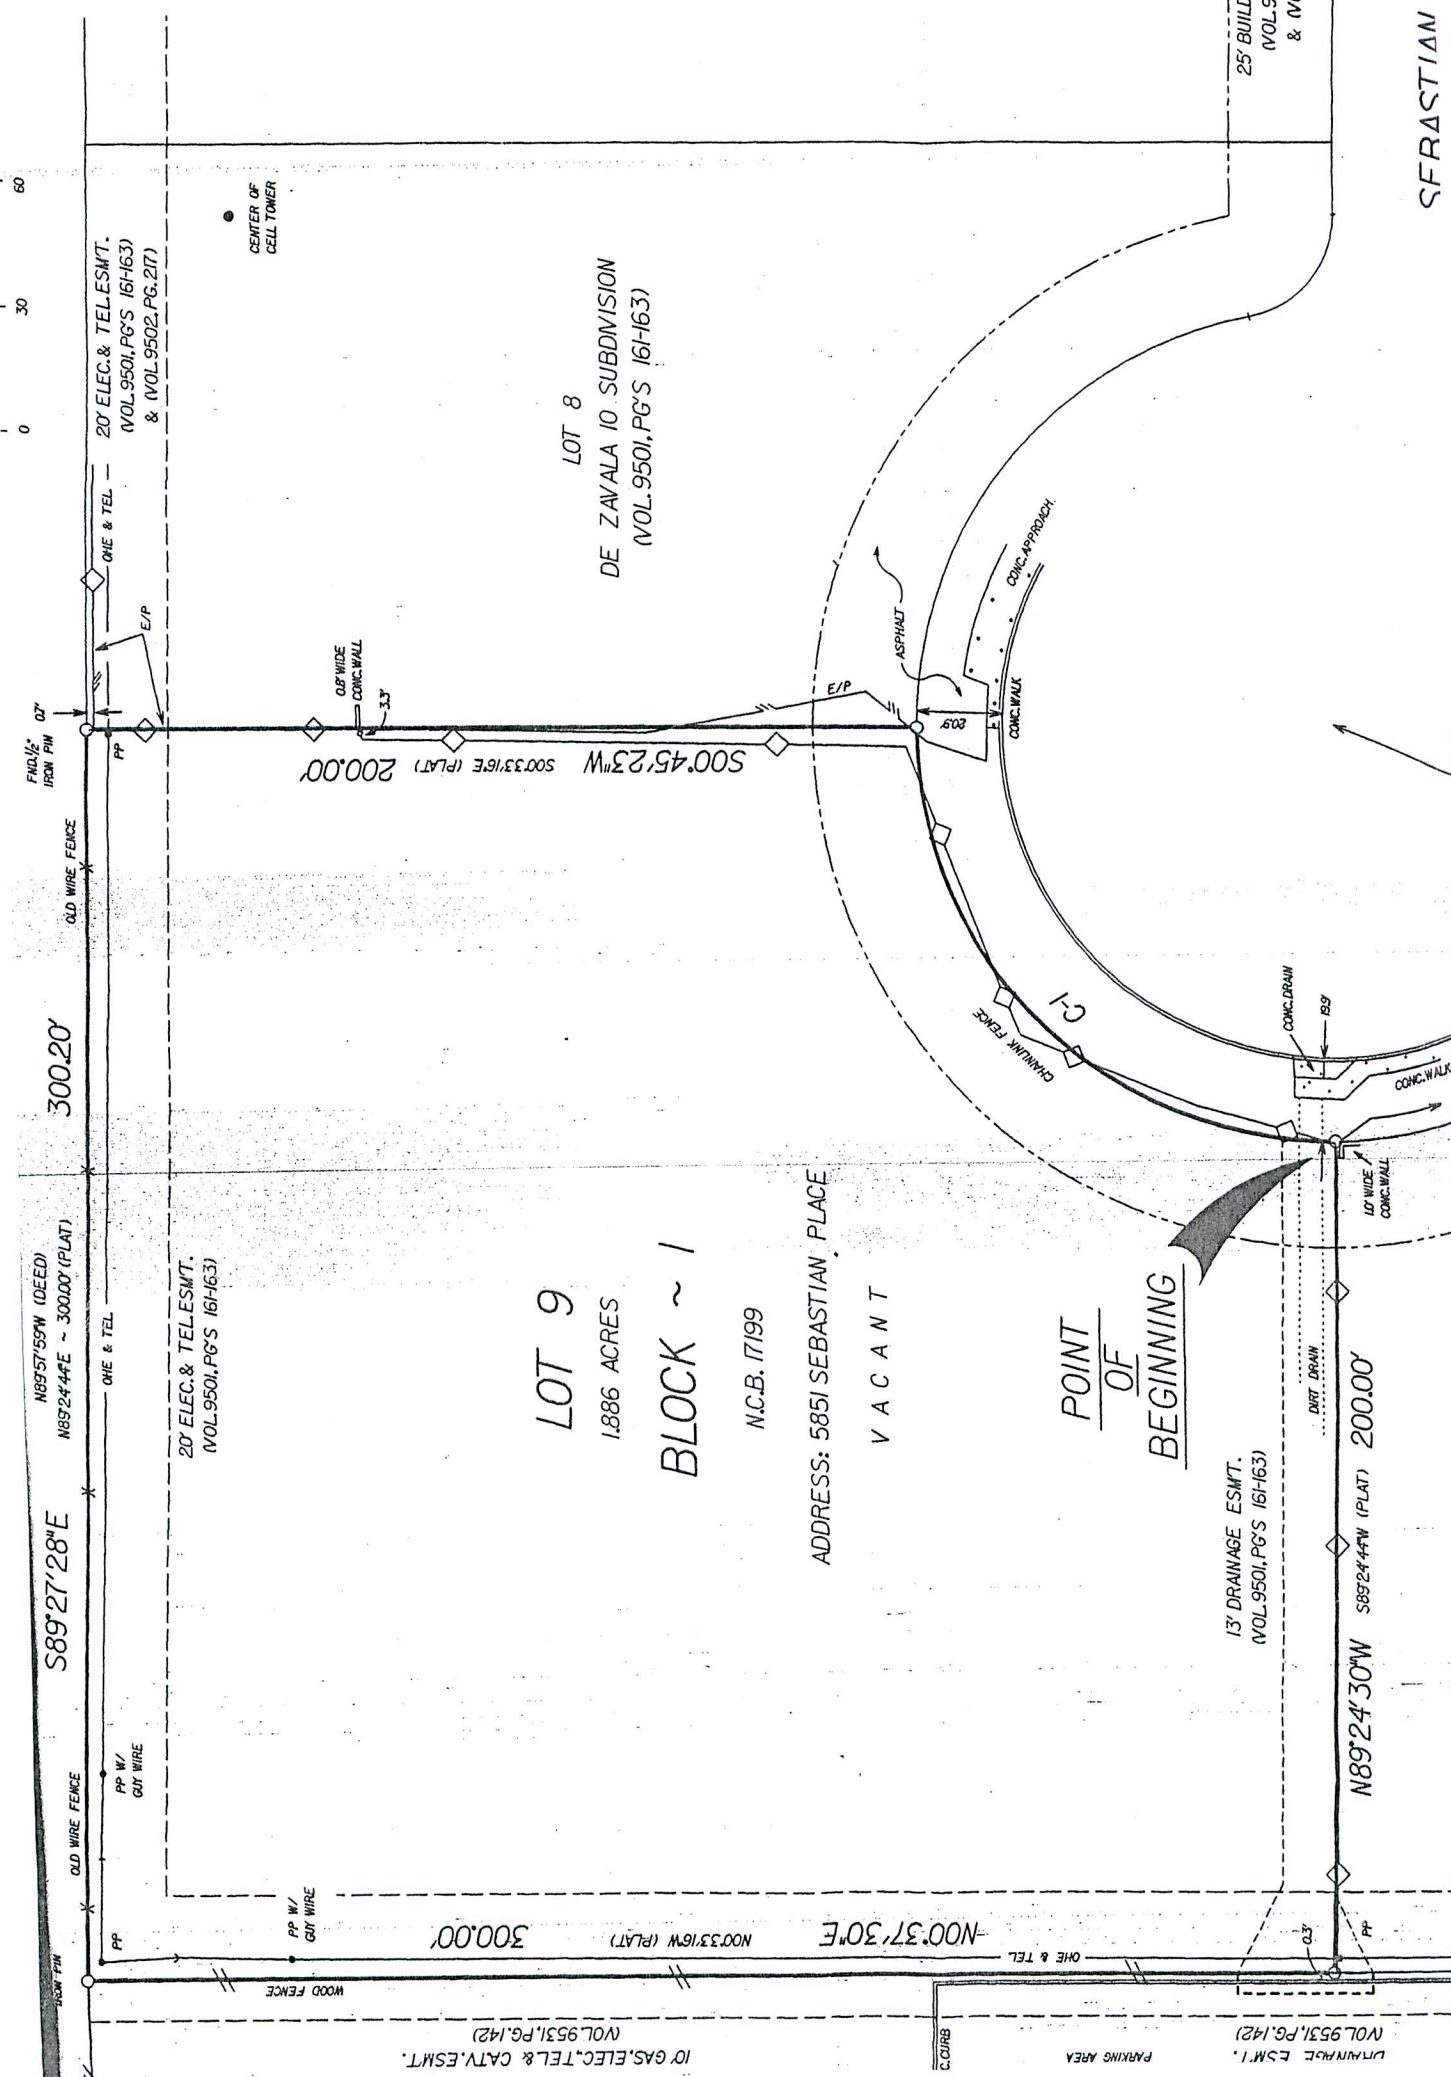 0 30 60
N89°57'59"W (DEED)
N89°24'44"E ~ 300.00' (PLAT)
S89°27'28"E 300.20'
IRON PIN
OLD WIRE FENCE
OLD WIRE FENCE
FND. 1/2"
IRON PIN
0.7'
PP
PP W/
GUY WIRE
OHE & TEL
PP
OHE & TEL
E/P
20' ELEC. & TEL. ESM'T.
(VOL. 9501, PG'S 161-163)
& (VOL. 9502, PG. 217)
20' ELEC. & TEL. ESM'T.
(VOL. 9501, PG'S 161-163)
CENTER OF
CELL TOWER
PP W/
GUY WIRE
WOOD FENCE
0.8' WIDE
CONC. WALL
3.3'
S00°45'23"W
S00°33'16"E (PLAT)
200.00'
E/P
LOT 8
DE ZAVALA 10 SUBDIVISION
(VOL. 9501, PG'S 161-163)
LOT 9
1.886 ACRES
BLOCK ~ 1
N.C.B. 17199
ADDRESS: 5851 SEBASTIAN PLACE
VACANT
N00°37'30"E
N00°33'16"W (PLAT)
300.00'
OHE & TEL
10' GAS, ELEC, TEL. & CATV. ESM'T.
(VOL. 9531, PG. 142)
ASPHALT
20.9'
CONC. WALK
CONC. APPROACH
C-1
CHAINLINK FENCE
POINT
OF
BEGINNING
CONC. DRAIN
19.9'
CONC. WALK
1.0' WIDE
CONC. WALL
DIRT DRAIN
13' DRAINAGE ESM'T.
(VOL. 9501, PG'S 161-163)
N89°24'30"W S89°24'44"W (PLAT) 200.00'
0.3'
PP
C. CURB
PARKING AREA
DRAINAGE ESM'T.
(VOL. 9531, PG. 142)
25' BUILD
(VOL. 9
& (V
SEBASTIAN